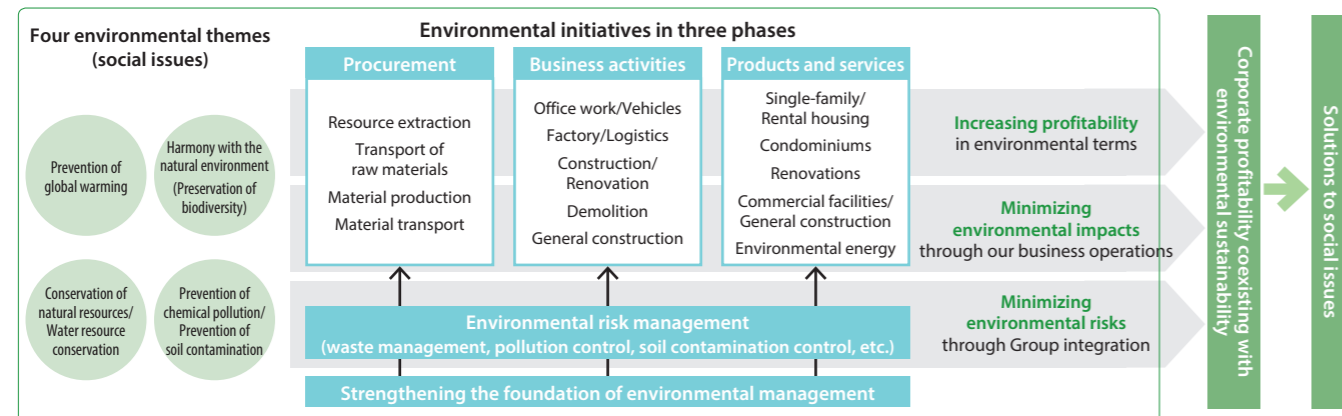 Four environmental themes
(social issues)
Prevention of
global warming
Harmony with the
natural environment
(Preservation of
biodiversity)
Conservation of
natural resources/
Water resource
conservation
Prevention of
chemical pollution/
Prevention of
soil contamination
Environmental initiatives in three phases
Procurement
Resource extraction
Transport of
raw materials
Material production
Material transport
Business activities
Office work/Vehicles
Factory/Logistics
Construction/
Renovation
Demolition
General construction
Products and services
Single-family/
Rental housing
Condominiums
Renovations
Commercial facilities/
General construction
Environmental energy
Environmental risk management
(waste management, pollution control, soil contamination control, etc.)
Strengthening the foundation of environmental management
Increasing profitability
in environmental terms
Minimizing
environmental impacts
through our business operations
Minimizing
environmental risks
through Group integration
Corporate profitability coexisting with
environmental sustainability
Solutions to social issues